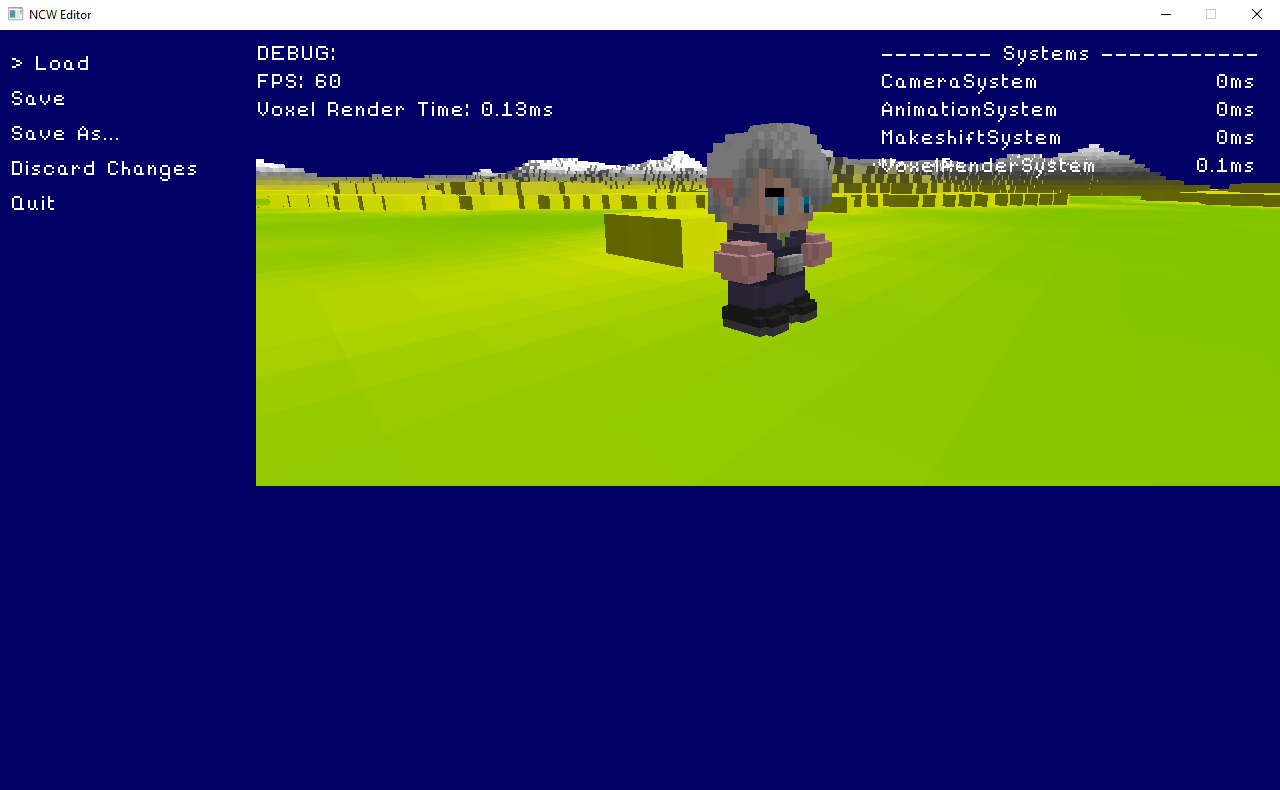 NCW Editor
> Load
Save
Save As...
Discard Changes
Quit
DEBUG:
FPS: 60
Voxel Render Time: 0.13ms
-------- Systems -----------
CameraSystem 0ms
AnimationSystem 0ms
MakeshiftSystem 0ms
VoxelRenderSystem 0.1ms